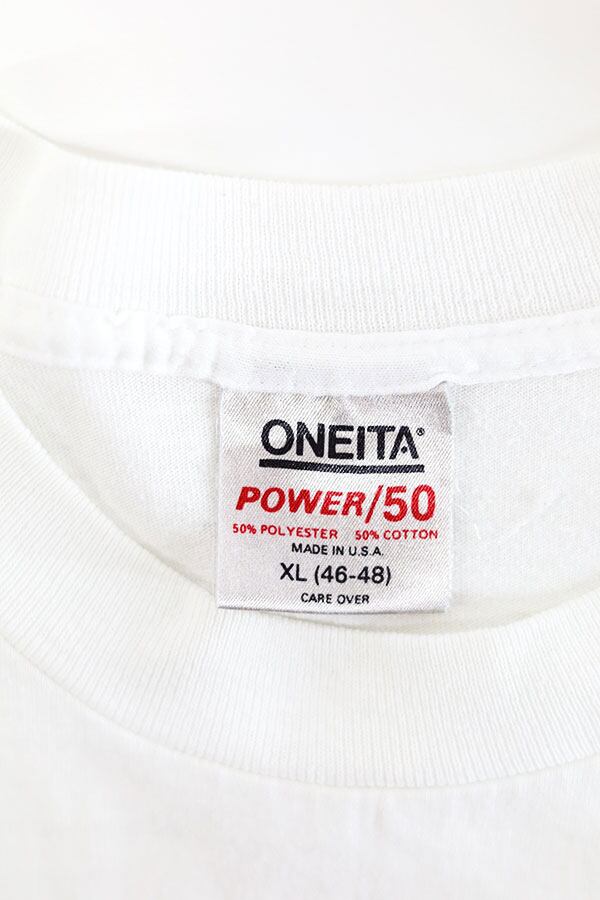 ONEITA®
POWER/50
50% POLYESTER 50% COTTON
MADE IN U.S.A.
XL (46-48)
CARE OVER